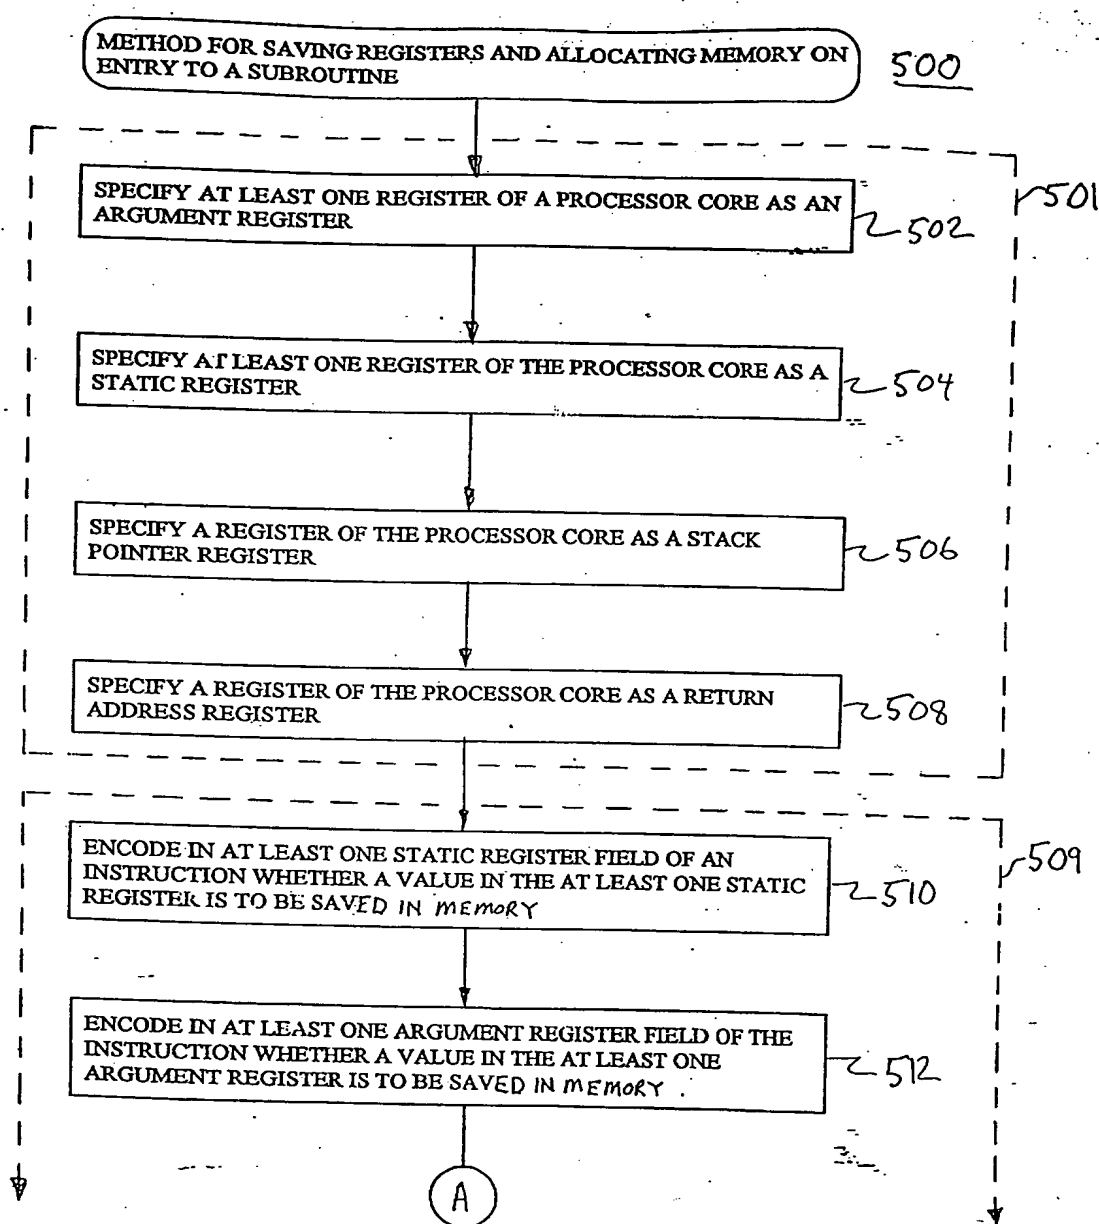 METHOD FOR SAVING REGISTERS AND ALLOCATING MEMORY ON
ENTRY TO A SUBROUTINE
500
501
SPECIFY AT LEAST ONE REGISTER OF A PROCESSOR CORE AS AN
ARGUMENT REGISTER
502
SPECIFY AT LEAST ONE REGISTER OF THE PROCESSOR CORE AS A
STATIC REGISTER
504
SPECIFY A REGISTER OF THE PROCESSOR CORE AS A STACK
POINTER REGISTER
506
SPECIFY A REGISTER OF THE PROCESSOR CORE AS A RETURN
ADDRESS REGISTER
508
509
ENCODE IN AT LEAST ONE STATIC REGISTER FIELD OF AN
INSTRUCTION WHETHER A VALUE IN THE AT LEAST ONE STATIC
REGISTER IS TO BE SAVED IN MEMORY
510
ENCODE IN AT LEAST ONE ARGUMENT REGISTER FIELD OF THE
INSTRUCTION WHETHER A VALUE IN THE AT LEAST ONE
ARGUMENT REGISTER IS TO BE SAVED IN MEMORY .
512
A